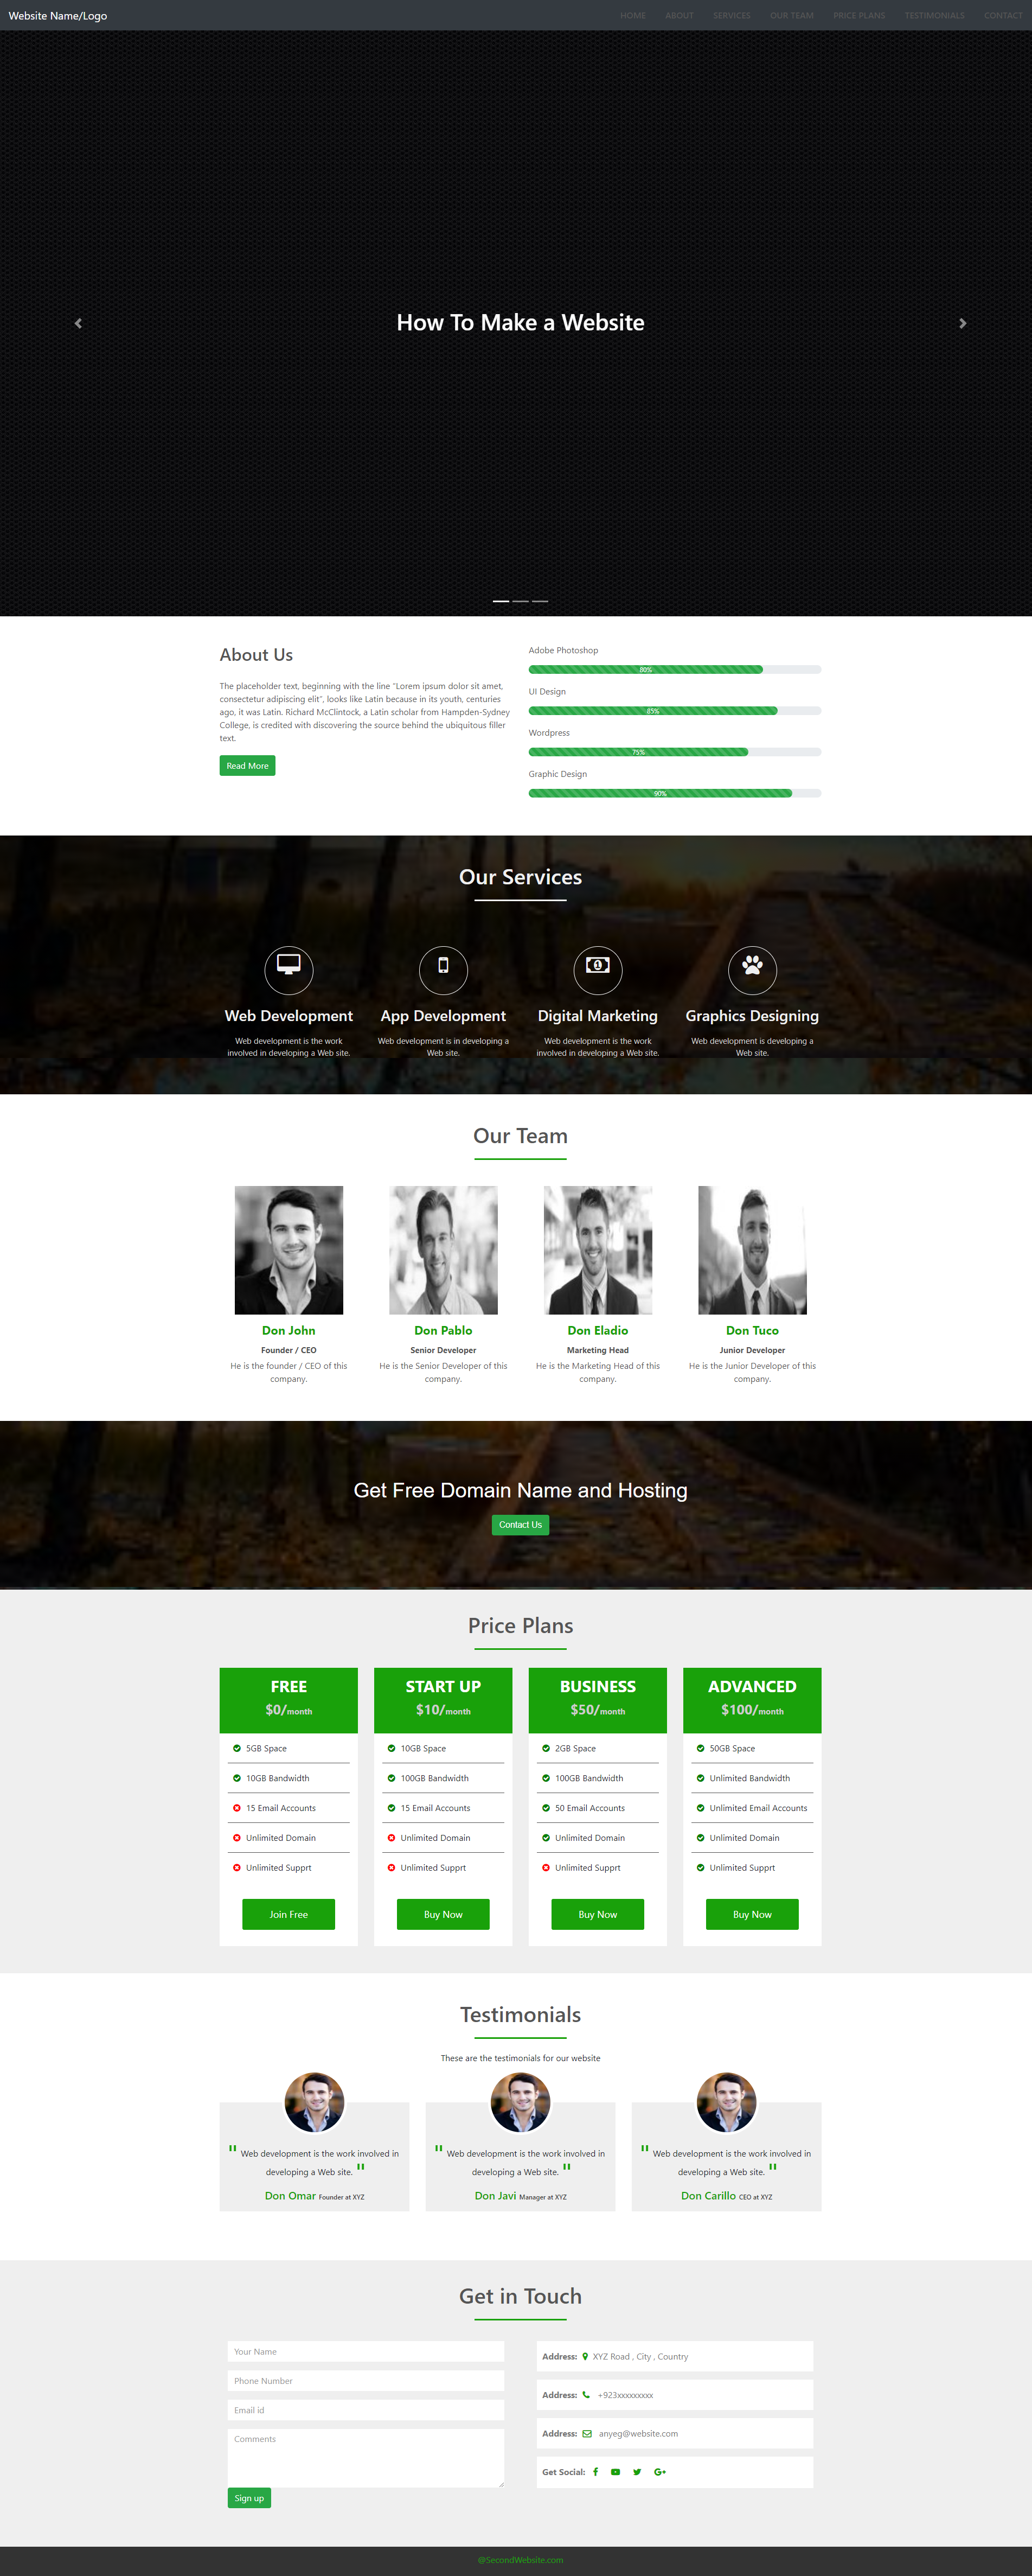 Website Name/Logo
HOME ABOUT SERVICES OUR TEAM PRICE PLANS TESTIMONIALS CONTACT
How To Make a Website
About Us
The placeholder text, beginning with the line "Lorem ipsum dolor sit amet,
consectetur adipiscing elit", looks like Latin because in its youth, centuries
ago, it was Latin. Richard McClintock, a Latin scholar from Hampden-Sydney
College, is credited with discovering the source behind the ubiquitous filler
text.
Read More
Adobe Photoshop
80%
UI Design
85%
Wordpress
75%
Graphic Design
90%
Our Services
Web Development
Web development is the work
involved in developing a Web site.
App Development
Web development is in developing a
Web site.
Digital Marketing
Web development is the work
involved in developing a Web site.
Graphics Designing
Web development is developing a
Web site.
Our Team
Don John
Founder / CEO
He is the founder / CEO of this
company.
Don Pablo
Senior Developer
He is the Senior Developer of this
company.
Don Eladio
Marketing Head
He is the Marketing Head of this
company.
Don Tuco
Junior Developer
He is the Junior Developer of this
company.
Get Free Domain Name and Hosting
Contact Us
Price Plans
FREE
$0/month
5GB Space
10GB Bandwidth
15 Email Accounts
Unlimited Domain
Unlimited Supprt
Join Free
START UP
$10/month
10GB Space
100GB Bandwidth
15 Email Accounts
Unlimited Domain
Unlimited Supprt
Buy Now
BUSINESS
$50/month
2GB Space
100GB Bandwidth
50 Email Accounts
Unlimited Domain
Unlimited Supprt
Buy Now
ADVANCED
$100/month
50GB Space
Unlimited Bandwidth
Unlimited Email Accounts
Unlimited Domain
Unlimited Supprt
Buy Now
Testimonials
These are the testimonials for our website
" Web development is the work involved in
developing a Web site. "
Don Omar Founder at XYZ
" Web development is the work involved in
developing a Web site. "
Don Javi Manager at XYZ
" Web development is the work involved in
developing a Web site. "
Don Carillo CEO at XYZ
Get in Touch
Your Name
Phone Number
Email id
Comments
Sign up
Address: XYZ Road , City , Country
Address: +923xxxxxxxxx
Address: anyeg@website.com
Get Social:
@SecondWebsite.com